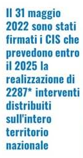 Il 31 maggio
2022 sono stati
firmati i CIS che
prevedono entro
il 2025 la
realizzazione di
2287* interventi
distribuiti
sull'intero
territorio
nazionale